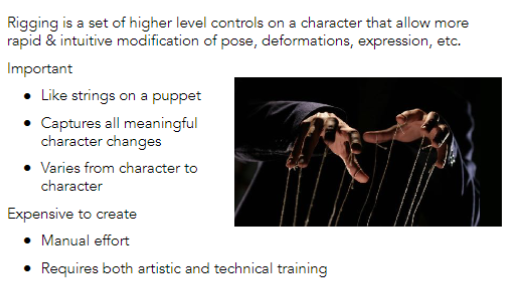 Rigging is a set of higher level controls on a character that allow more
rapid & intuitive modification of pose, deformations, expression, etc.
Important
• Like strings on a puppet
• Captures all meaningful
character changes
• Varies from character to
character
Expensive to create
• Manual effort
• Requires both artistic and technical training